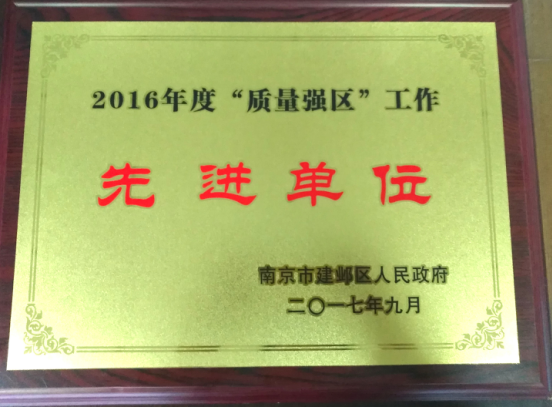 2016年度“质量强区”工作
先进单位
南京市建邺区人民政府
二〇一七年九月